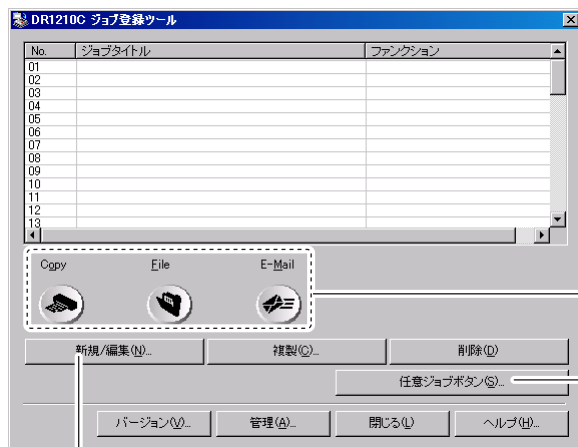 DR1210C ジョブ登録ツール
No. ジョブタイトル ファンクション
01
02
03
04
05
06
07
08
09
10
11
12
13
Copy File E-Mail
新規/編集(N)... 複製(C)... 削除(D)
任意ジョブボタン(S)...
バージョン(V)... 管理(A)... 閉じる(L) ヘルプ(H)...